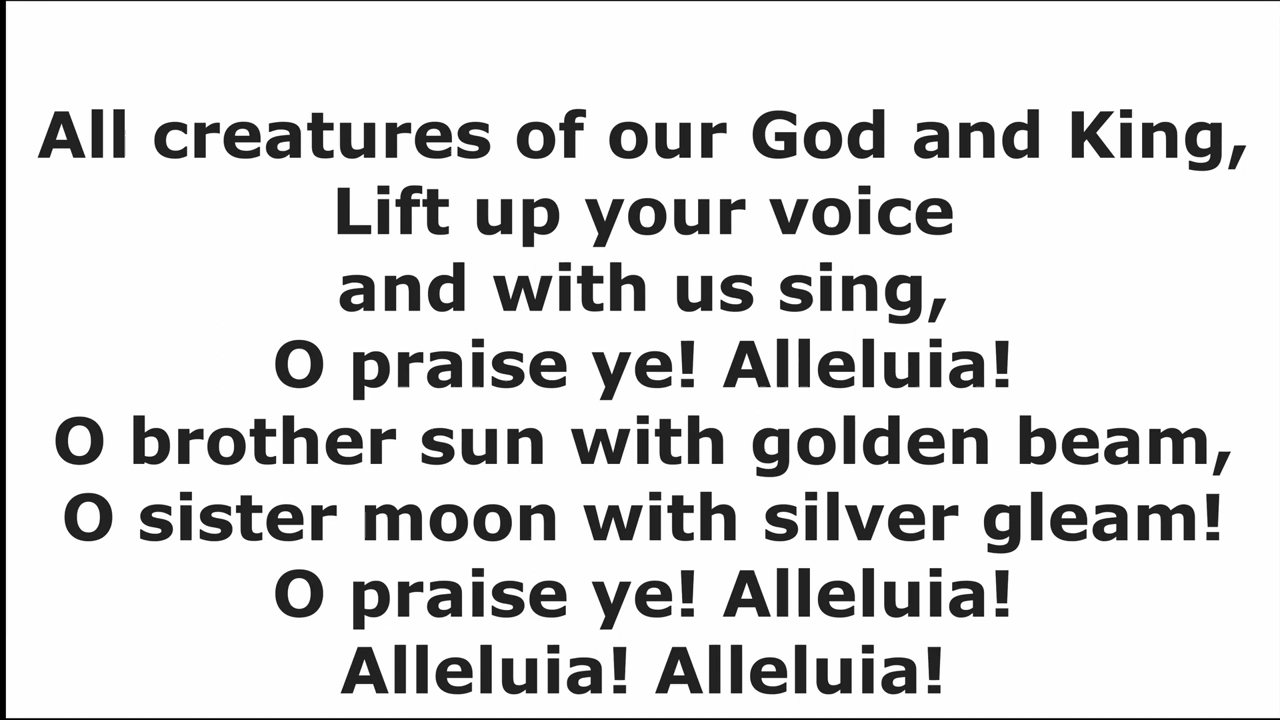 All creatures of our God and King,
Lift up your voice
and with us sing,
O praise ye! Alleluia!
O brother sun with golden beam,
O sister moon with silver gleam!
O praise ye! Alleluia!
Alleluia! Alleluia!